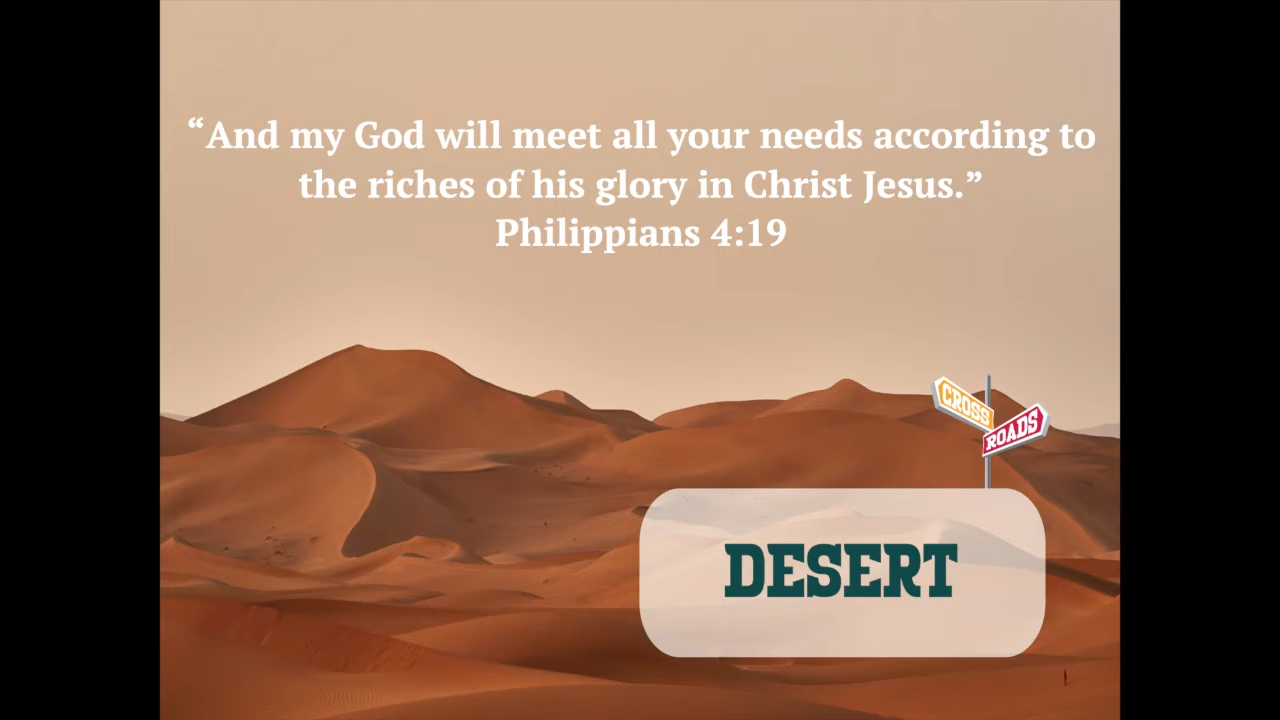 “And my God will meet all your needs according to
the riches of his glory in Christ Jesus.”
Philippians 4:19
CROSS
ROADS
DESERT